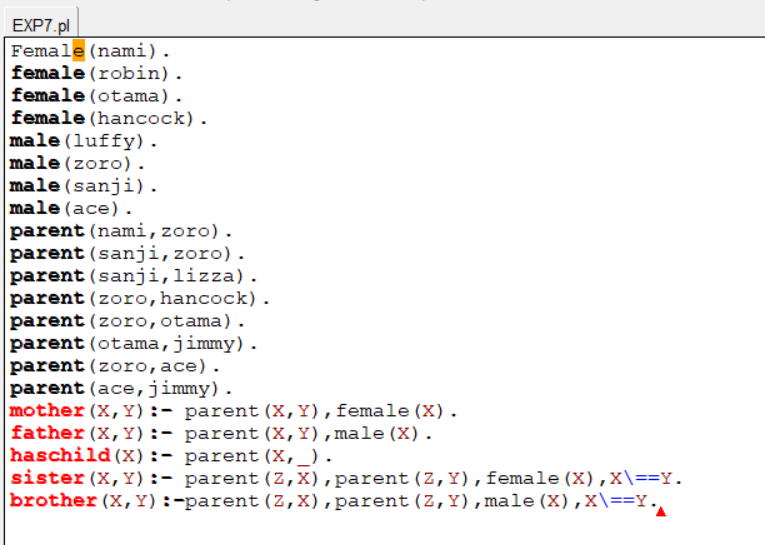 EXP7.pl
Female(nami).
female(robin).
female(otama).
female(hancock).
male(luffy).
male(zoro).
male(sanji).
male(ace).
parent(nami,zoro).
parent(sanji,zoro).
parent(sanji,lizza).
parent(zoro,hancock).
parent(zoro,otama).
parent(otama,jimmy).
parent(zoro,ace).
parent(ace,jimmy).
mother(X,Y):- parent(X,Y),female(X).
father(X,Y):- parent(X,Y),male(X).
haschild(X):- parent(X,_).
sister(X,Y):- parent(Z,X),parent(Z,Y),female(X),X\==Y.
brother(X,Y):-parent(Z,X),parent(Z,Y),male(X),X\==Y.